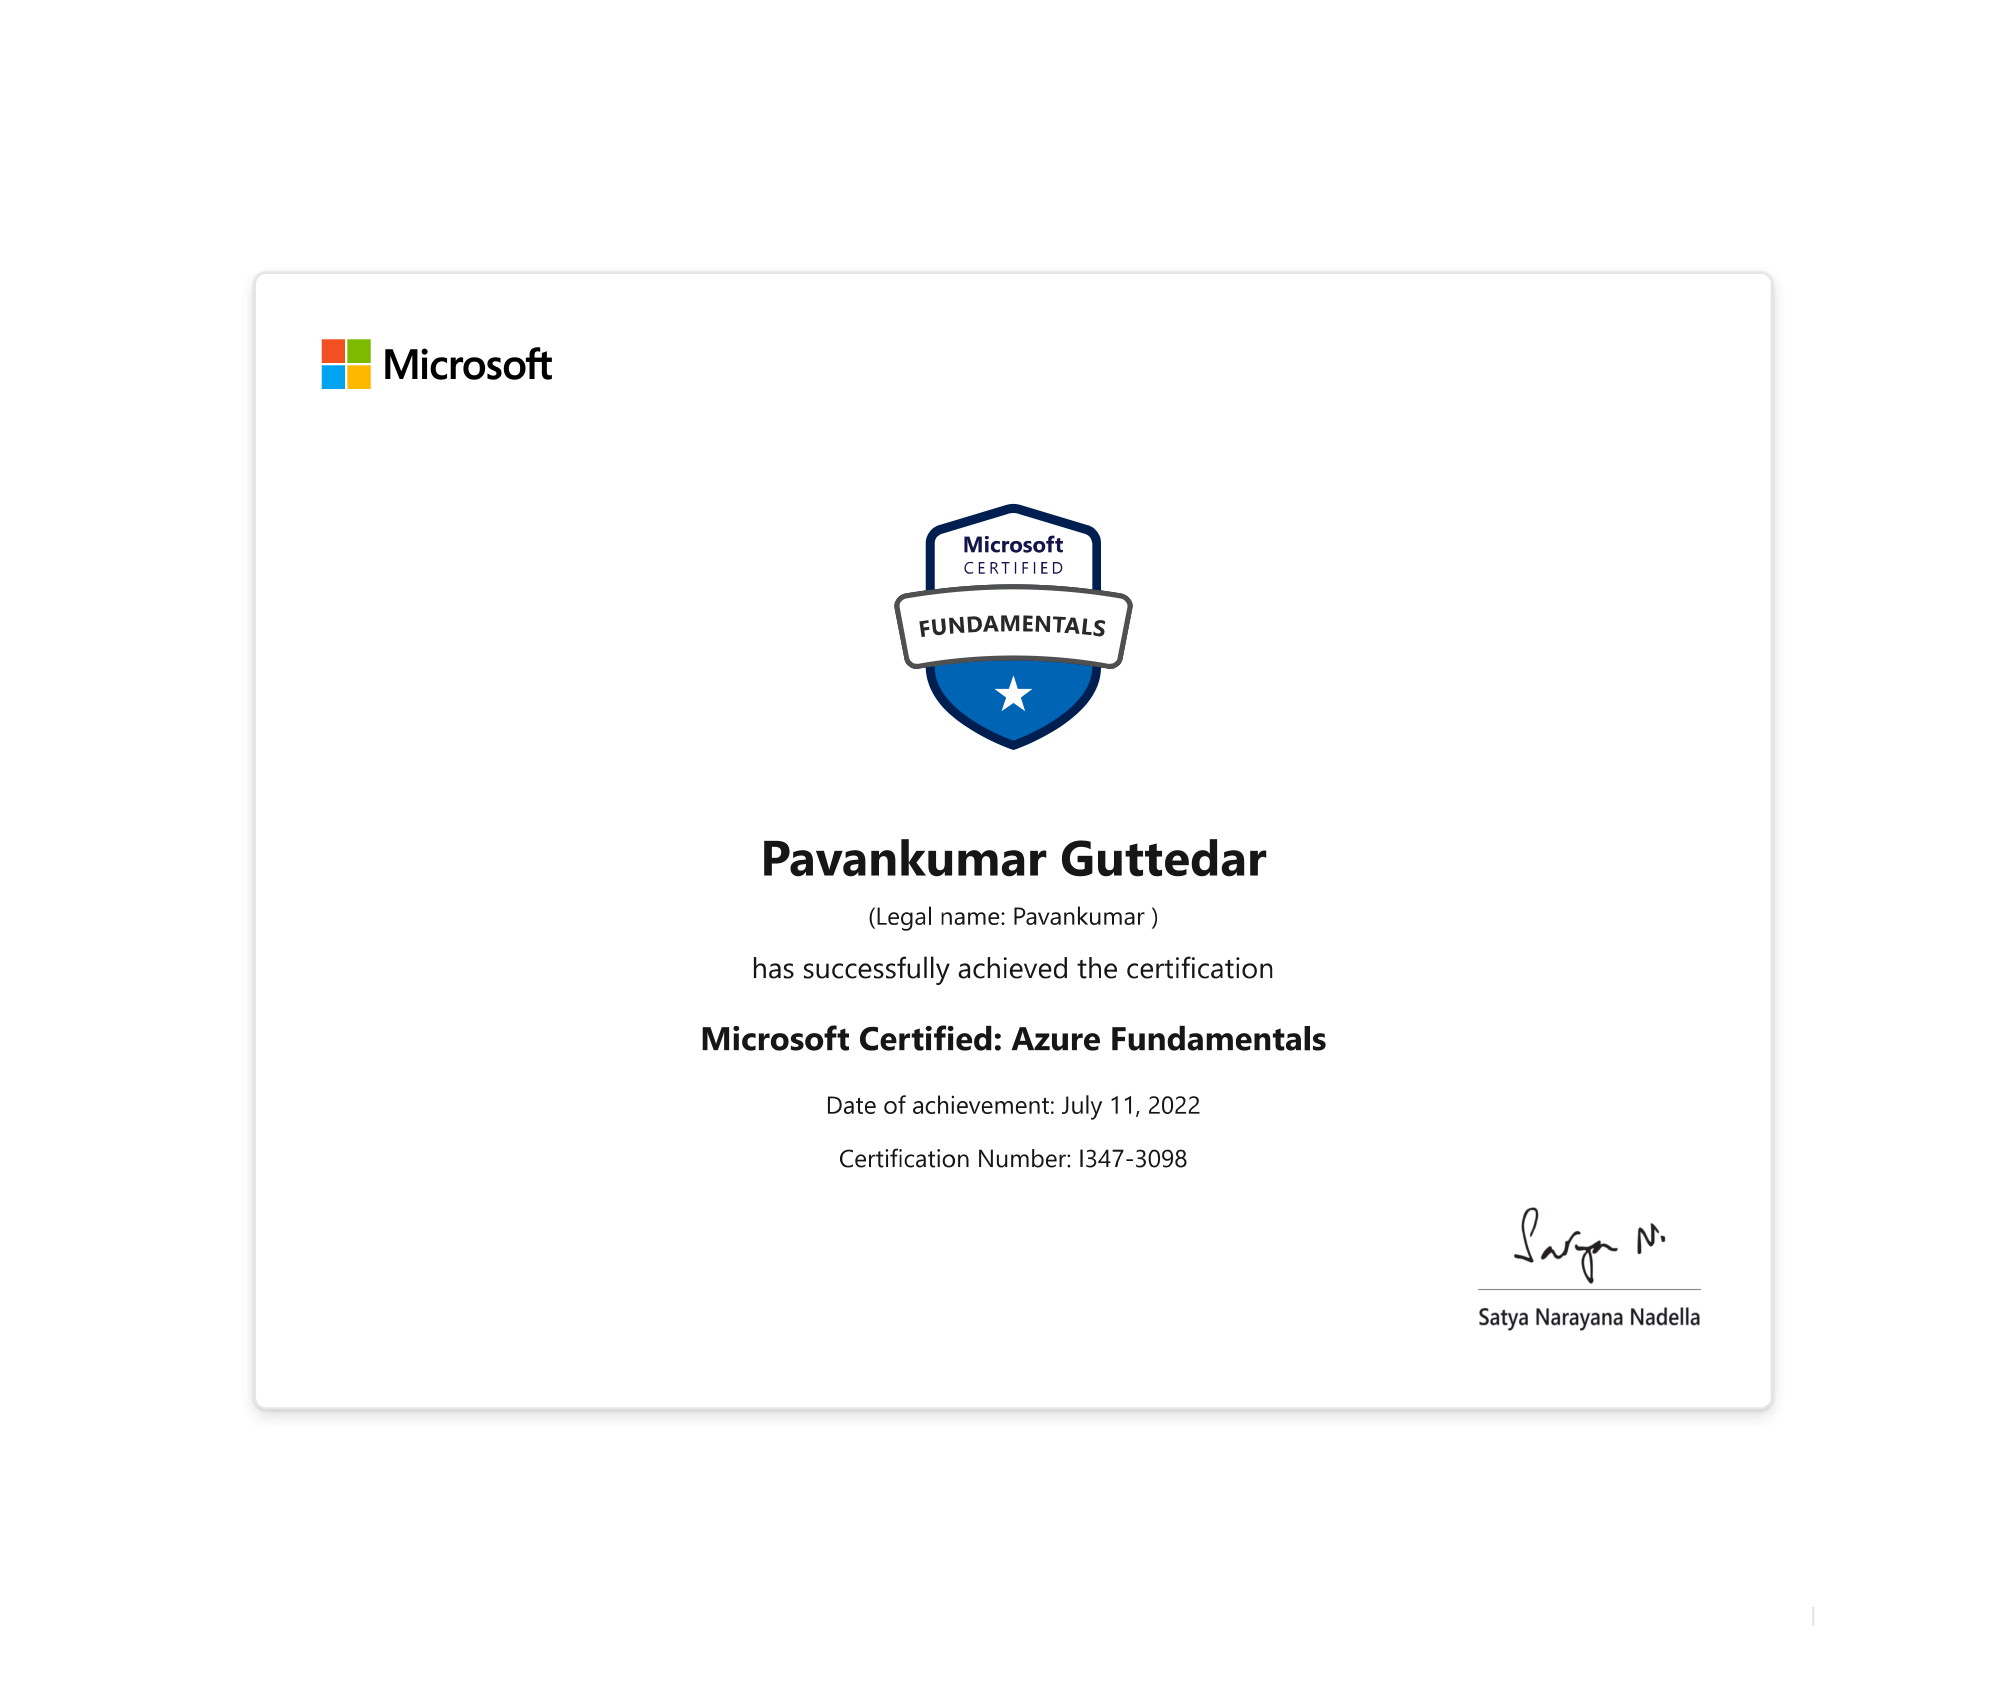 Microsoft
Microsoft
CERTIFIED
FUNDAMENTALS
Pavankumar Guttedar
(Legal name: Pavankumar )
has successfully achieved the certification
Microsoft Certified: Azure Fundamentals
Date of achievement: July 11, 2022
Certification Number: I347-3098
Satya N.
Satya Narayana Nadella